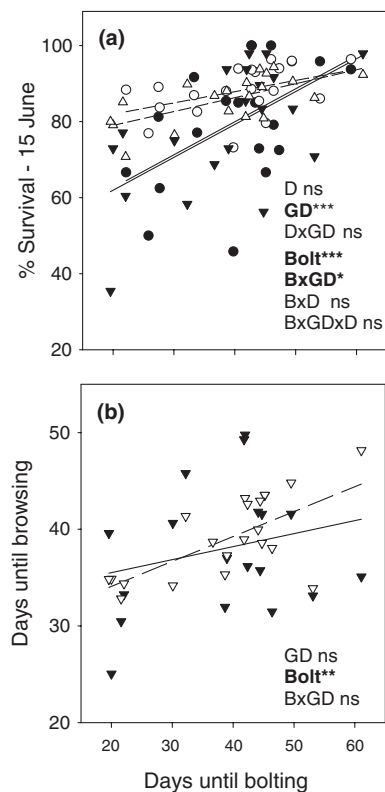 (a)
100
80
60
40
20
% Survival - 15 June
D ns
GD***
DxGD ns
Bolt***
BxGD*
BxD ns
BxGDxD ns
(b)
50
40
30
20
Days until browsing
GD ns
Bolt**
BxGD ns
20 30 40 50 60
Days until bolting